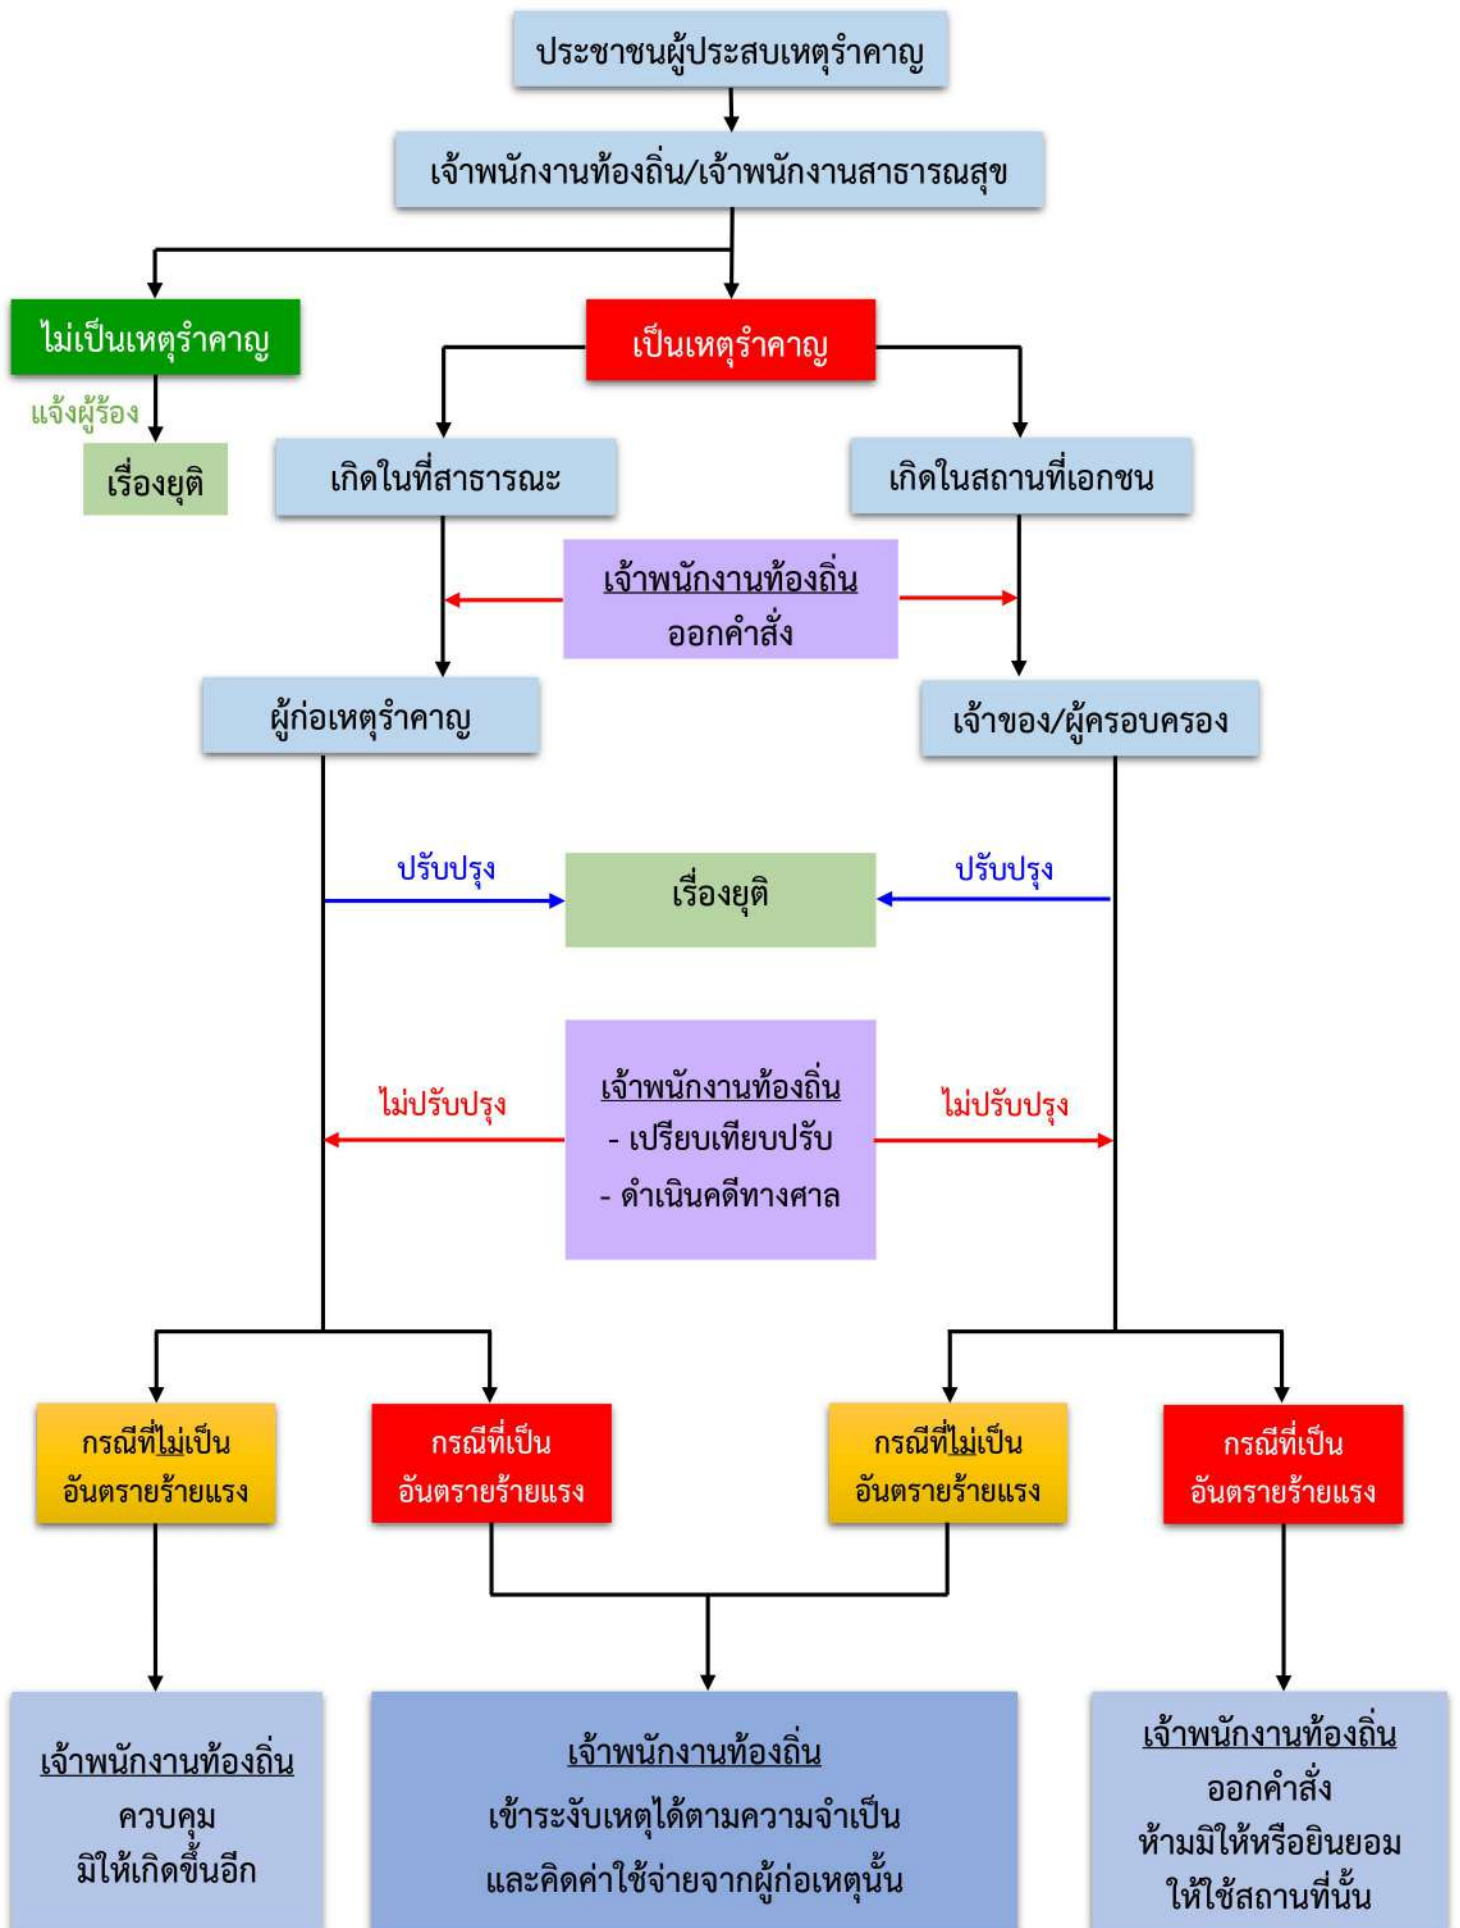 ประชาชนผู้ประสบเหตุรำคาญ
เจ้าพนักงานท้องถิ่น/เจ้าพนักงานสาธารณสุข
ไม่เป็นเหตุรำคาญ
เป็นเหตุรำคาญ
แจ้งผู้ร้อง
เรื่องยุติ
เกิดในที่สาธารณะ
เกิดในสถานที่เอกชน
เจ้าพนักงานท้องถิ่น
ออกคำสั่ง
ผู้ก่อเหตุรำคาญ
เจ้าของ/ผู้ครอบครอง
ปรับปรุง
เรื่องยุติ
ปรับปรุง
ไม่ปรับปรุง
เจ้าพนักงานท้องถิ่น
- เปรียบเทียบปรับ
- ดำเนินคดีทางศาล
ไม่ปรับปรุง
กรณีที่ไม่เป็น
อันตรายร้ายแรง
กรณีที่เป็น
อันตรายร้ายแรง
กรณีที่ไม่เป็น
อันตรายร้ายแรง
กรณีที่เป็น
อันตรายร้ายแรง
เจ้าพนักงานท้องถิ่น
ควบคุม
มิให้เกิดขึ้นอีก
เจ้าพนักงานท้องถิ่น
เข้าระงับเหตุได้ตามความจำเป็น
และคิดค่าใช้จ่ายจากผู้ก่อเหตุนั้น
เจ้าพนักงานท้องถิ่น
ออกคำสั่ง
ห้ามมิให้หรือยินยอม
ให้ใช้สถานที่นั้น